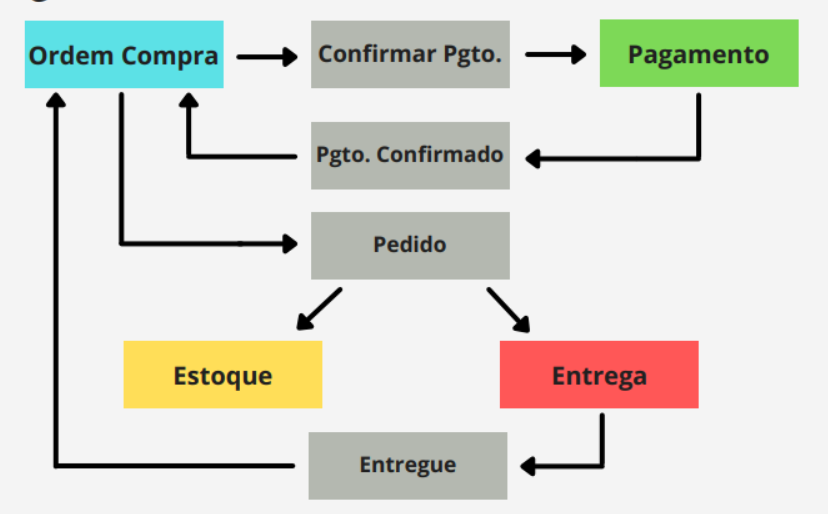 Ordem Compra
Confirmar Pgto.
Pagamento
Pgto. Confirmado
Pedido
Estoque
Entrega
Entregue